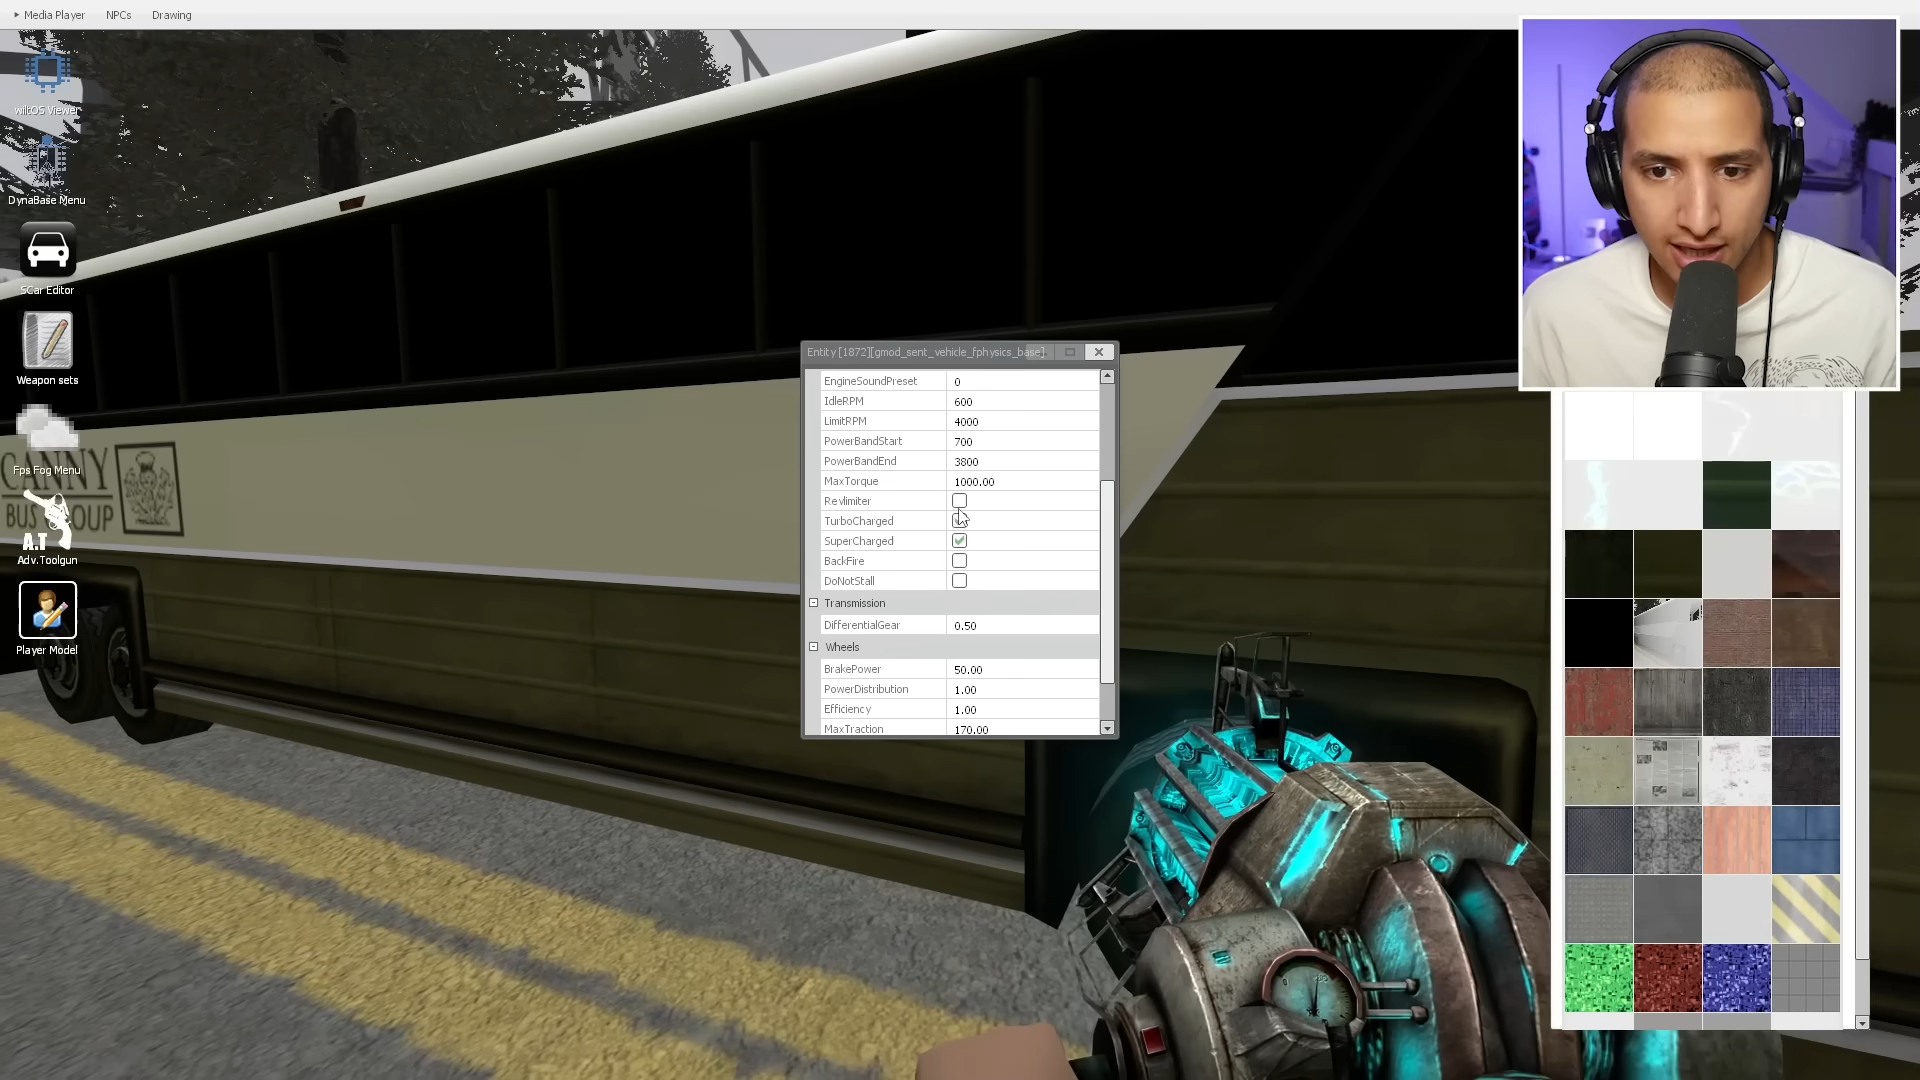 Media Player NPCs Drawing
wiltOS Viewer
DynaBase Menu
SCar Editor
Weapon sets
Fps Fog Menu
A.T
Adv.Toolgun
Player Model
CANNY
BUS GROUP
Entity [1872][gmod_sent_vehicle_fphysics_base]
EngineSoundPreset 0
IdleRPM 600
LimitRPM 4000
PowerBandStart 700
PowerBandEnd 3800
MaxTorque 1000.00
Revlimiter
TurboCharged
SuperCharged
BackFire
DoNotStall
Transmission
DifferentialGear 0.50
Wheels
BrakePower 50.00
PowerDistribution 1.00
Efficiency 1.00
MaxTraction 170.00